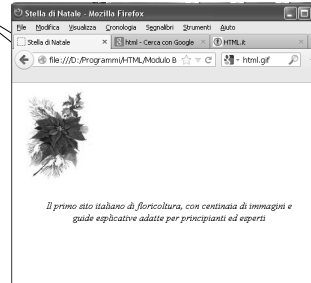 Stella di Natale - Mozilla Firefox
File Modifica Visualizza Cronologia Segnalibri Strumenti Aiuto
Stella di Natale × html - Cerca con Google × HTML.it
file:///D:/Programmi/HTML/Modulo B - html.gif
Il primo sito italiano di floricoltura, con centinaia di immagini e
guide esplicative adatte per principianti ed esperti